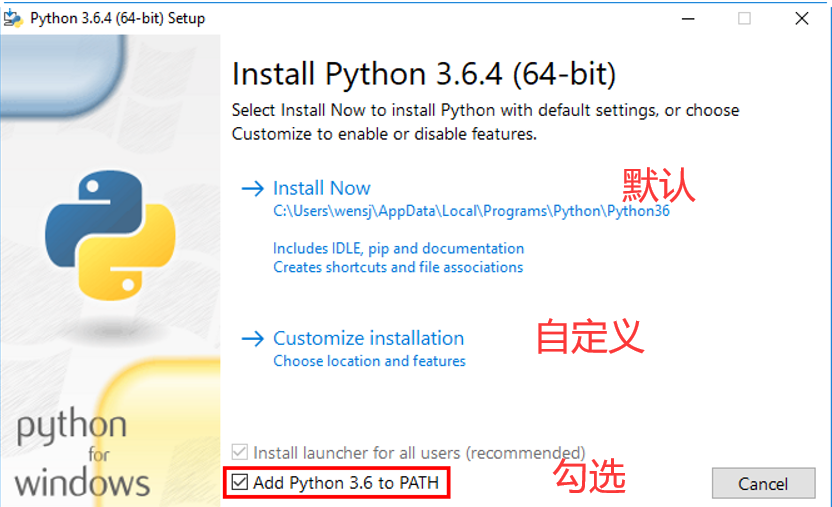 Python 3.6.4 (64-bit) Setup
Install Python 3.6.4 (64-bit)
Select Install Now to install Python with default settings, or choose
Customize to enable or disable features.
Install Now
默认
C:\Users\wensj\AppData\Local\Programs\Python\Python36
Includes IDLE, pip and documentation
Creates shortcuts and file associations
Customize installation
自定义
Choose location and features
Install launcher for all users (recommended)
Add Python 3.6 to PATH
勾选
Cancel
python
for
windows